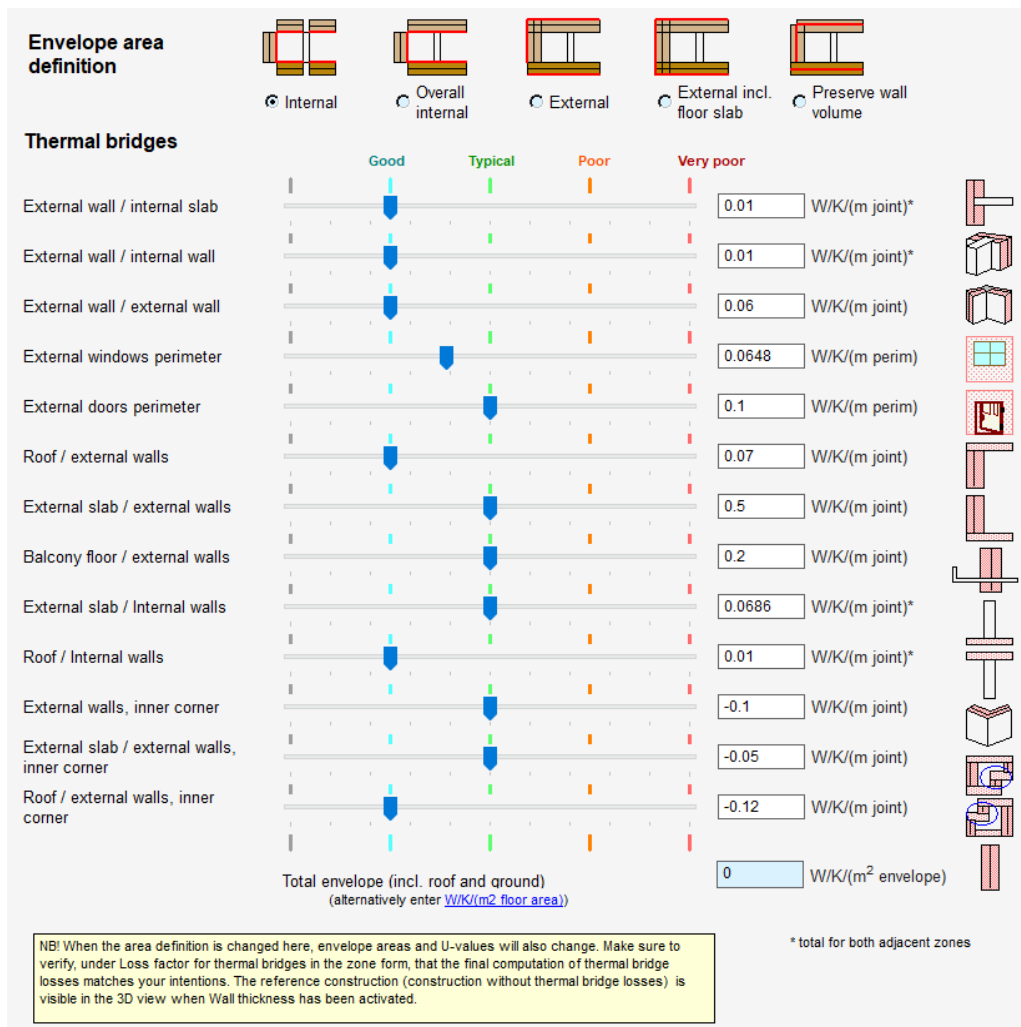 Envelope area
definition
Internal
Overall
internal
External
External incl.
floor slab
Preserve wall
volume
Thermal bridges
Good Typical Poor Very poor
External wall / internal slab 0.01 W/K/(m joint)*
External wall / internal wall 0.01 W/K/(m joint)*
External wall / external wall 0.06 W/K/(m joint)
External windows perimeter 0.0648 W/K/(m perim)
External doors perimeter 0.1 W/K/(m perim)
Roof / external walls 0.07 W/K/(m joint)
External slab / external walls 0.5 W/K/(m joint)
Balcony floor / external walls 0.2 W/K/(m joint)
External slab / Internal walls 0.0686 W/K/(m joint)*
Roof / Internal walls 0.01 W/K/(m joint)*
External walls, inner corner -0.1 W/K/(m joint)
External slab / external walls,
inner corner -0.05 W/K/(m joint)
Roof / external walls, inner
corner -0.12 W/K/(m joint)
Total envelope (incl. roof and ground) 0 W/K/(m² envelope)
(alternatively enter W/K/(m2 floor area))
NB! When the area definition is changed here, envelope areas and U-values will also change. Make sure to
verify, under Loss factor for thermal bridges in the zone form, that the final computation of thermal bridge
losses matches your intentions. The reference construction (construction without thermal bridge losses) is
visible in the 3D view when Wall thickness has been activated.
* total for both adjacent zones